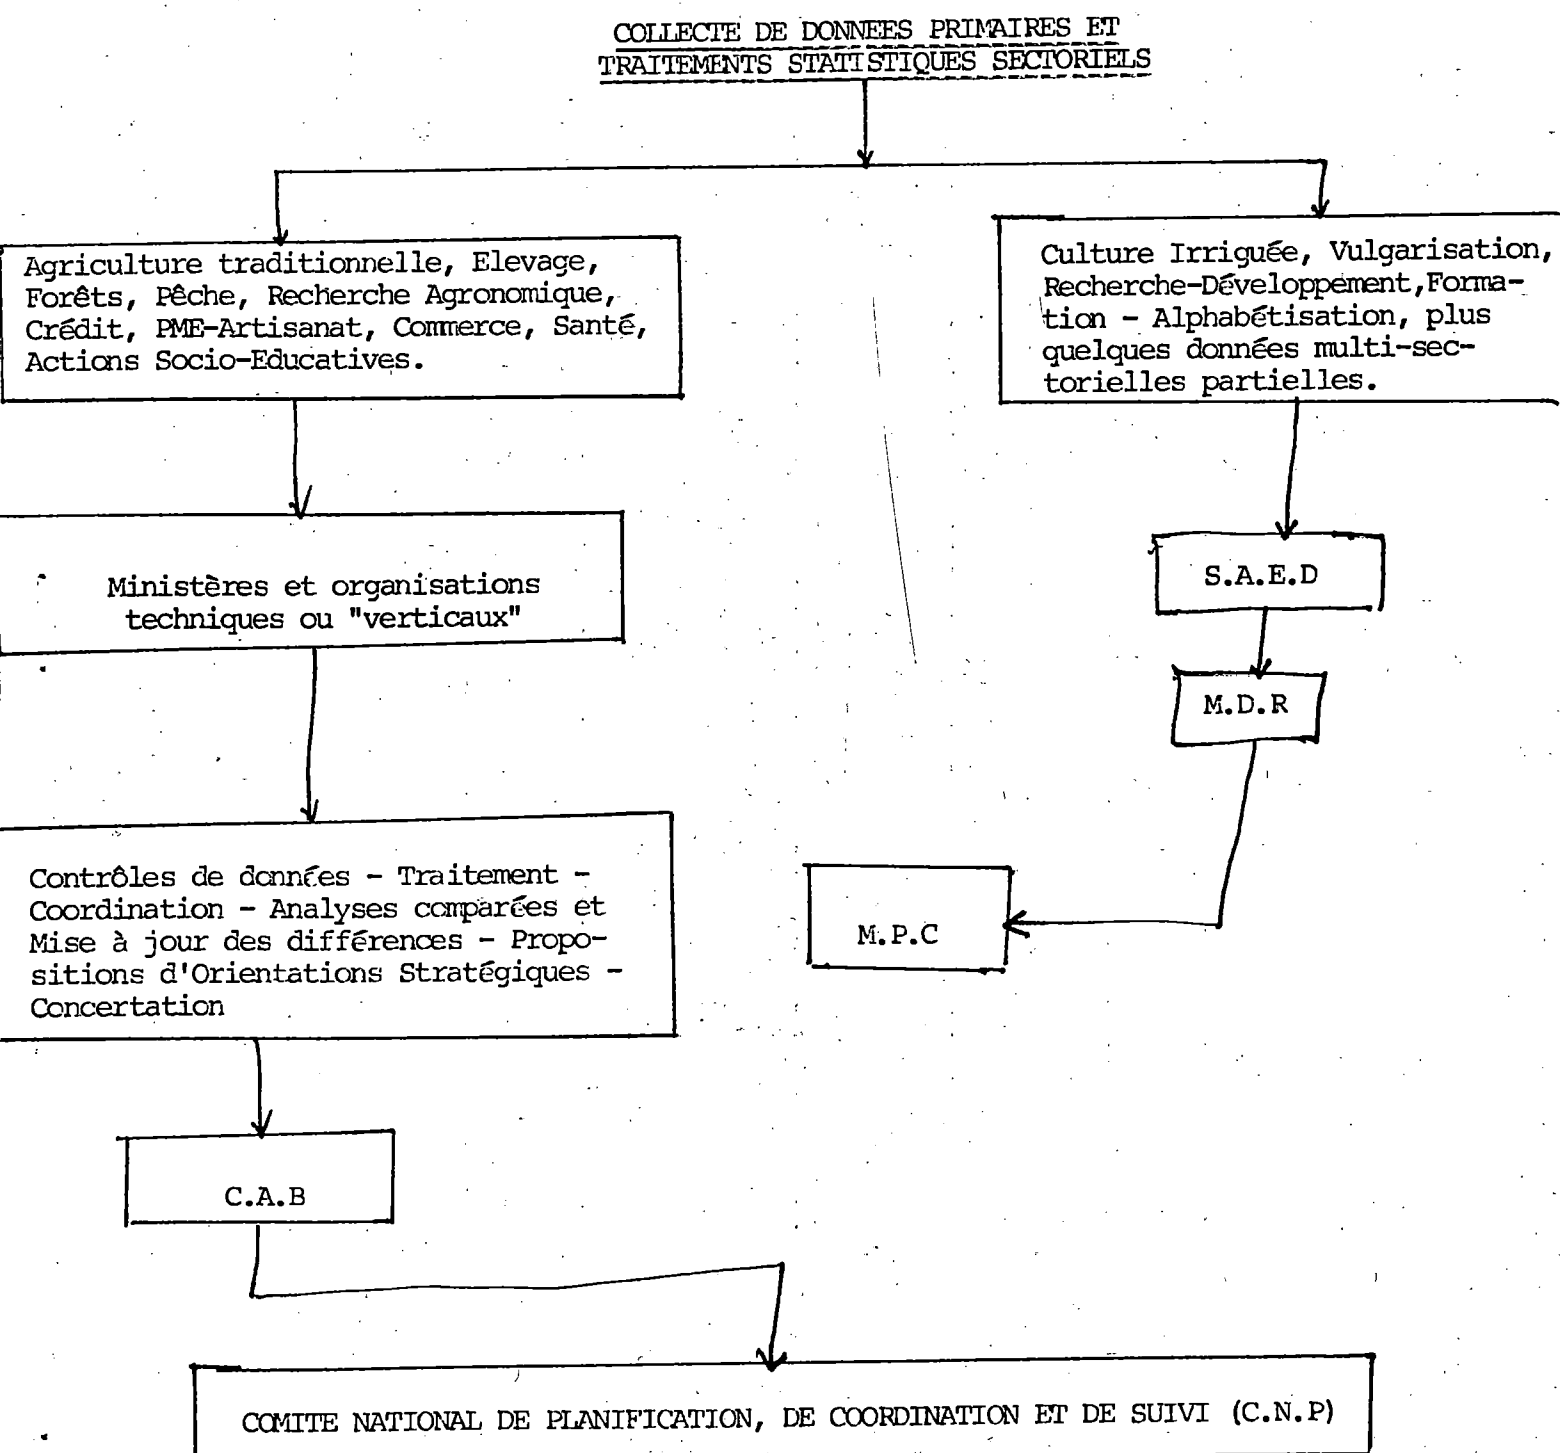 COLLECTE DE DONNEES PRIMAIRES ET
TRAITEMENTS STATISTIQUES SECTORIELS
Agriculture traditionnelle, Elevage,
Forêts, Pêche, Recherche Agronomique,
Crédit, PME-Artisanat, Commerce, Santé,
Actions Socio-Educatives.
Culture Irriguée, Vulgarisation,
Recherche-Développement,Forma-
tion - Alphabétisation, plus
quelques données multi-sec-
torielles partielles.
Ministères et organisations
techniques ou "verticaux"
S.A.E.D
M.D.R
Contrôles de données - Traitement -
Coordination - Analyses comparées et
Mise à jour des différences - Propo-
sitions d'Orientations Stratégiques -
Concertation
M.P.C
C.A.B
COMITE NATIONAL DE PLANIFICATION, DE COORDINATION ET DE SUIVI (C.N.P)